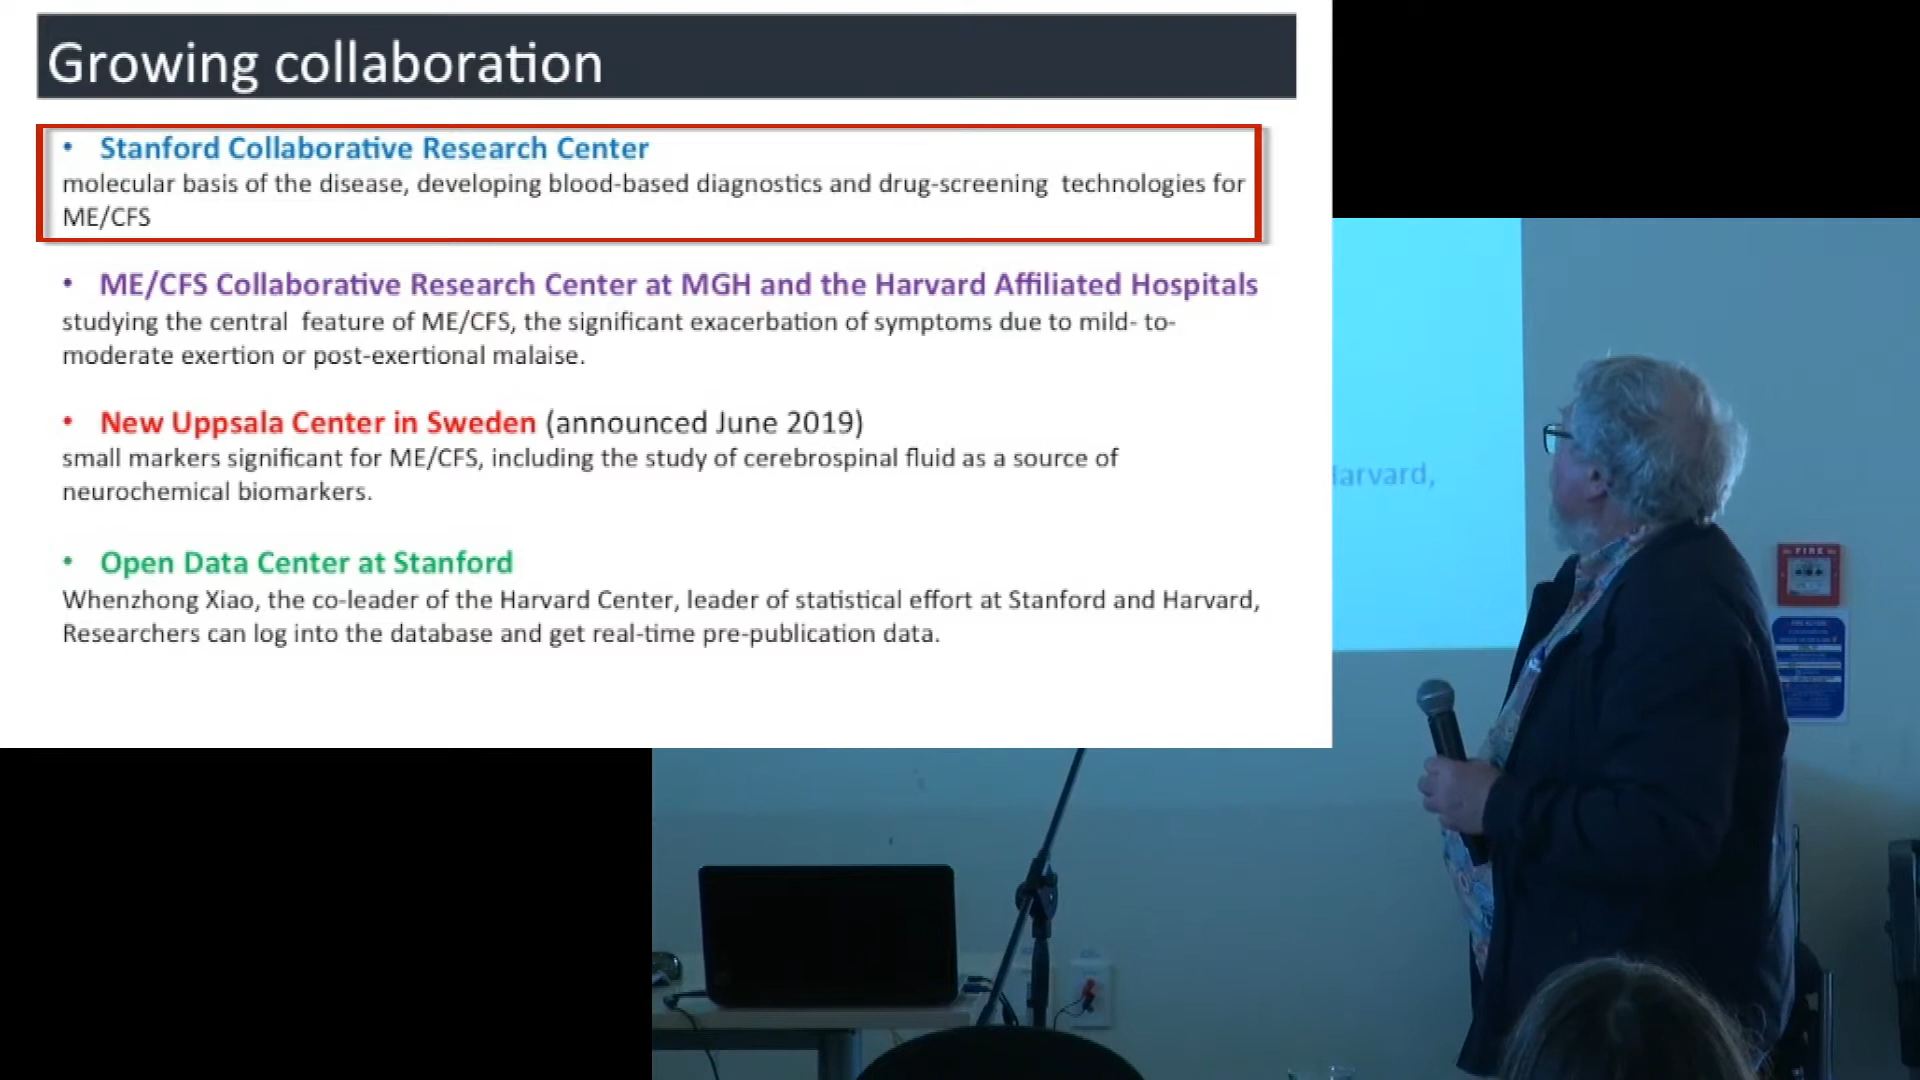 Growing collaboration
• Stanford Collaborative Research Center
molecular basis of the disease, developing blood-based diagnostics and drug-screening technologies for
ME/CFS
• ME/CFS Collaborative Research Center at MGH and the Harvard Affiliated Hospitals
studying the central feature of ME/CFS, the significant exacerbation of symptoms due to mild- to-
moderate exertion or post-exertional malaise.
• New Uppsala Center in Sweden (announced June 2019)
small markers significant for ME/CFS, including the study of cerebrospinal fluid as a source of
neurochemical biomarkers.
• Open Data Center at Stanford
Whenzhong Xiao, the co-leader of the Harvard Center, leader of statistical effort at Stanford and Harvard,
Researchers can log into the database and get real-time pre-publication data.
arvard,
FIRE